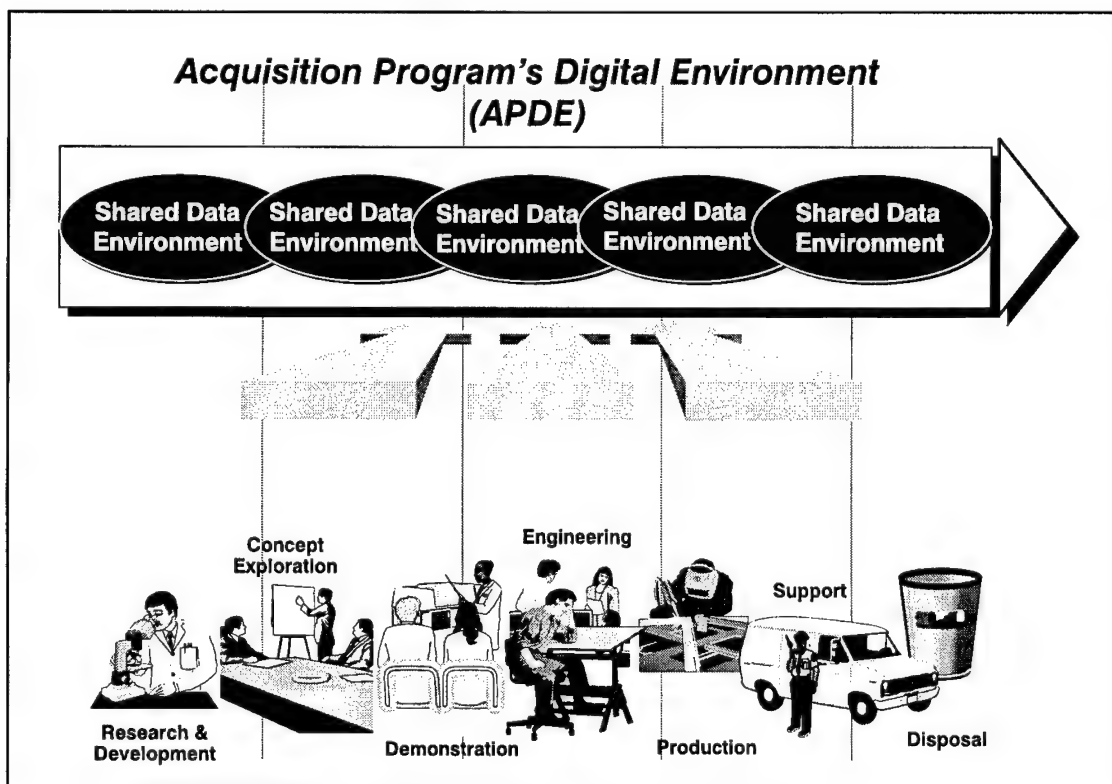 Acquisition Program's Digital Environment
(APDE)
Shared Data
Environment
Shared Data
Environment
Shared Data
Environment
Shared Data
Environment
Shared Data
Environment
Concept
Exploration
Engineering
Support
Research &
Development
Demonstration
Production
Disposal